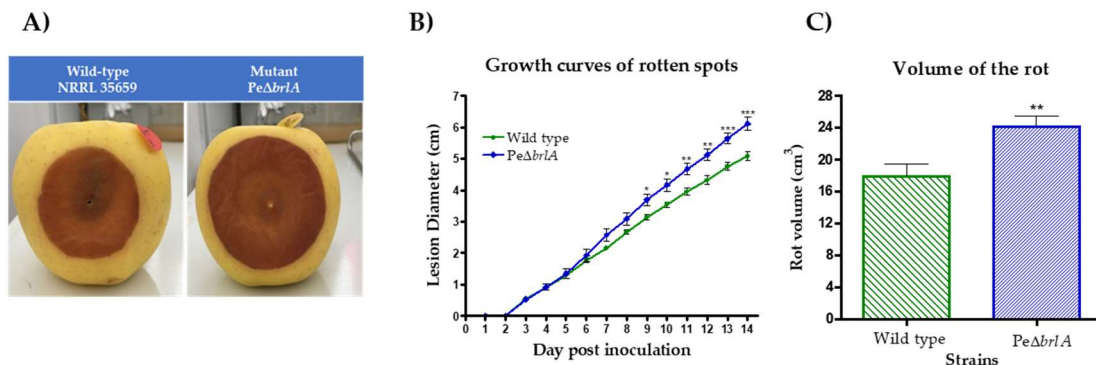 A)
Wild-type
NRRL 35659
Mutant
PeΔbrlA
B)
Growth curves of rotten spots
Lesion Diameter (cm)
7
6
5
4
3
2
1
0
Wild type
PeΔbrlA
* * ** ** *** ***
0 1 2 3 4 5 6 7 8 9 10 11 12 13 14
Day post inoculation
C)
Volume of the rot
Rot volume (cm³)
28
24
20
16
12
8
4
0
**
Wild type
PeΔbrlA
Strains